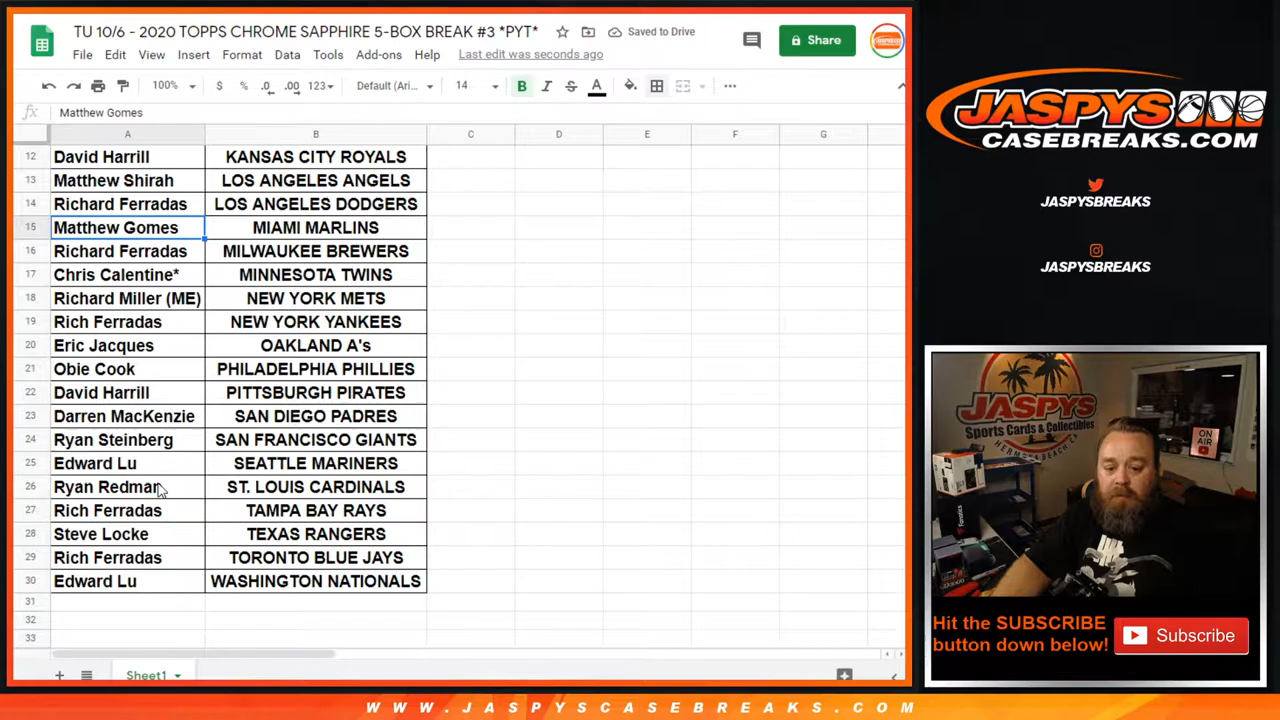 TU 10/6 - 2020 TOPPS CHROME SAPPHIRE 5-BOX BREAK #3 *PYT*
Saved to Drive
File Edit View Insert Format Data Tools Add-ons Help Last edit was seconds ago
Share
100% $ % .0 .00 123 Default (Ari... 14 B I S A
fx Matthew Gomes
A B C D E F G
12 David Harrill KANSAS CITY ROYALS
13 Matthew Shirah LOS ANGELES ANGELS
14 Richard Ferradas LOS ANGELES DODGERS
15 Matthew Gomes MIAMI MARLINS
16 Richard Ferradas MILWAUKEE BREWERS
17 Chris Calentine* MINNESOTA TWINS
18 Richard Miller (ME) NEW YORK METS
19 Rich Ferradas NEW YORK YANKEES
20 Eric Jacques OAKLAND A's
21 Obie Cook PHILADELPHIA PHILLIES
22 David Harrill PITTSBURGH PIRATES
23 Darren MacKenzie SAN DIEGO PADRES
24 Ryan Steinberg SAN FRANCISCO GIANTS
25 Edward Lu SEATTLE MARINERS
26 Ryan Redman ST. LOUIS CARDINALS
27 Rich Ferradas TAMPA BAY RAYS
28 Steve Locke TEXAS RANGERS
29 Rich Ferradas TORONTO BLUE JAYS
30 Edward Lu WASHINGTON NATIONALS
31
32
33
Sheet1
JASPYS
CASEBREAKS.COM
JASPYSBREAKS
JASPYSBREAKS
JASPYS
Sports Cards & Collectibles
HERMOSA BEACH, CA
ON
AIR
Fanatics
Hit the SUBSCRIBE
button down below!
Subscribe
WWW.JASPYSCASEBREAKS.COM